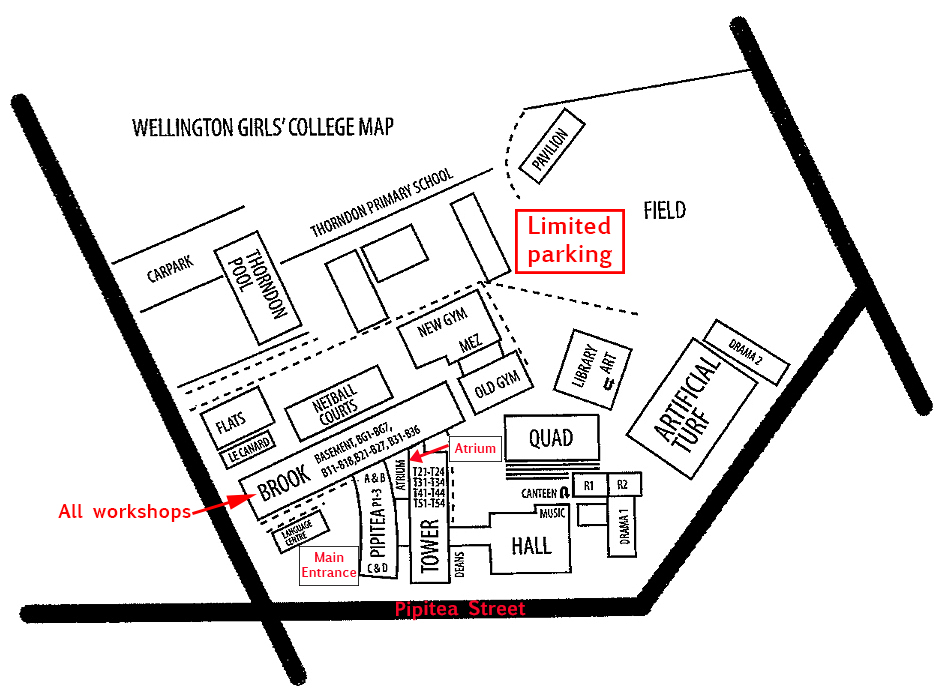 WELLINGTON GIRLS' COLLEGE MAP
PAVILION
THORNDON PRIMARY SCHOOL
FIELD
Limited
parking
CARPARK
THORNDON
POOL
NEW GYM
MEZ
OLD GYM
LIBRARY
ART
DRAMA 2
ARTIFICIAL
TURF
FLATS
LE CANARD
NETBALL
COURTS
BROOK
BASEMENT, BG1-BG7,
B11-B18,B21-B27, B31-B36
QUAD
Atrium
ATRIUM
A & B
PIPITEA P1-3
C & D
T21-T24
T31-T34
T41-T44
T51-T54
TOWER
DEANS
CANTEEN
R1
R2
MUSIC
HALL
DRAMA 1
All workshops
LANGUAGE
CENTRE
Main
Entrance
Pipitea Street